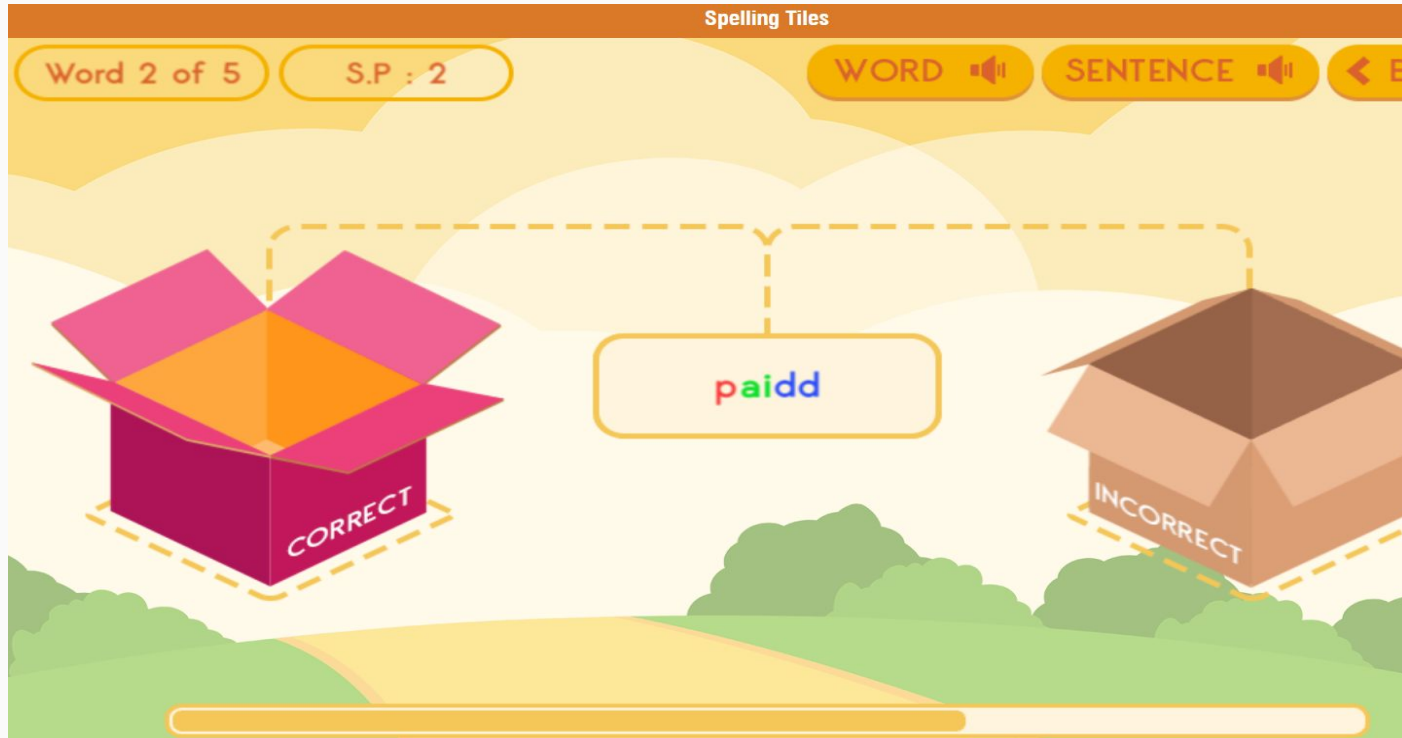 Spelling Tiles
Word 2 of 5
S.P : 2
WORD
SENTENCE
paidd
CORRECT
INCORRECT